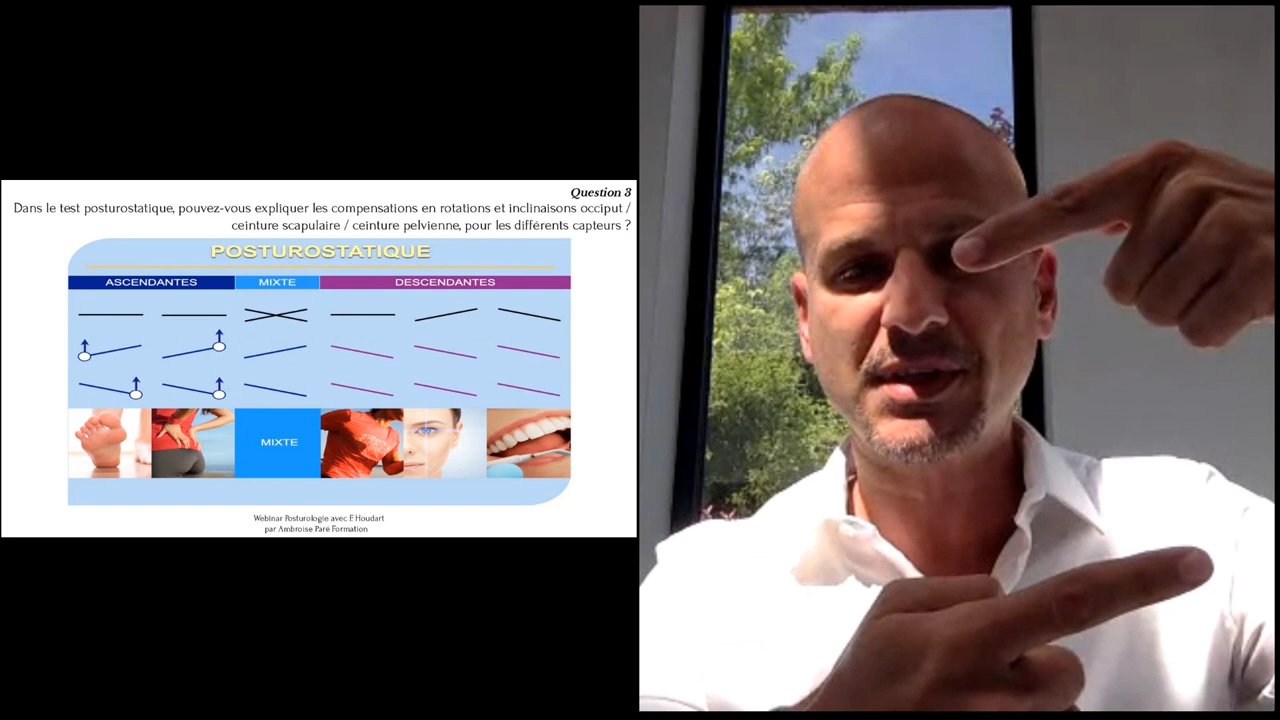 Question 8
Dans le test posturostatique, pouvez-vous expliquer les compensations en rotations et inclinaisons occiput /
ceinture scapulaire / ceinture pelvienne, pour les différents capteurs ?
POSTUROSTATIQUE
ASCENDANTES MIXTE DESCENDANTES
MIXTE
Webinar Posturologie avec F Houdart
par Ambroise Paré Formation